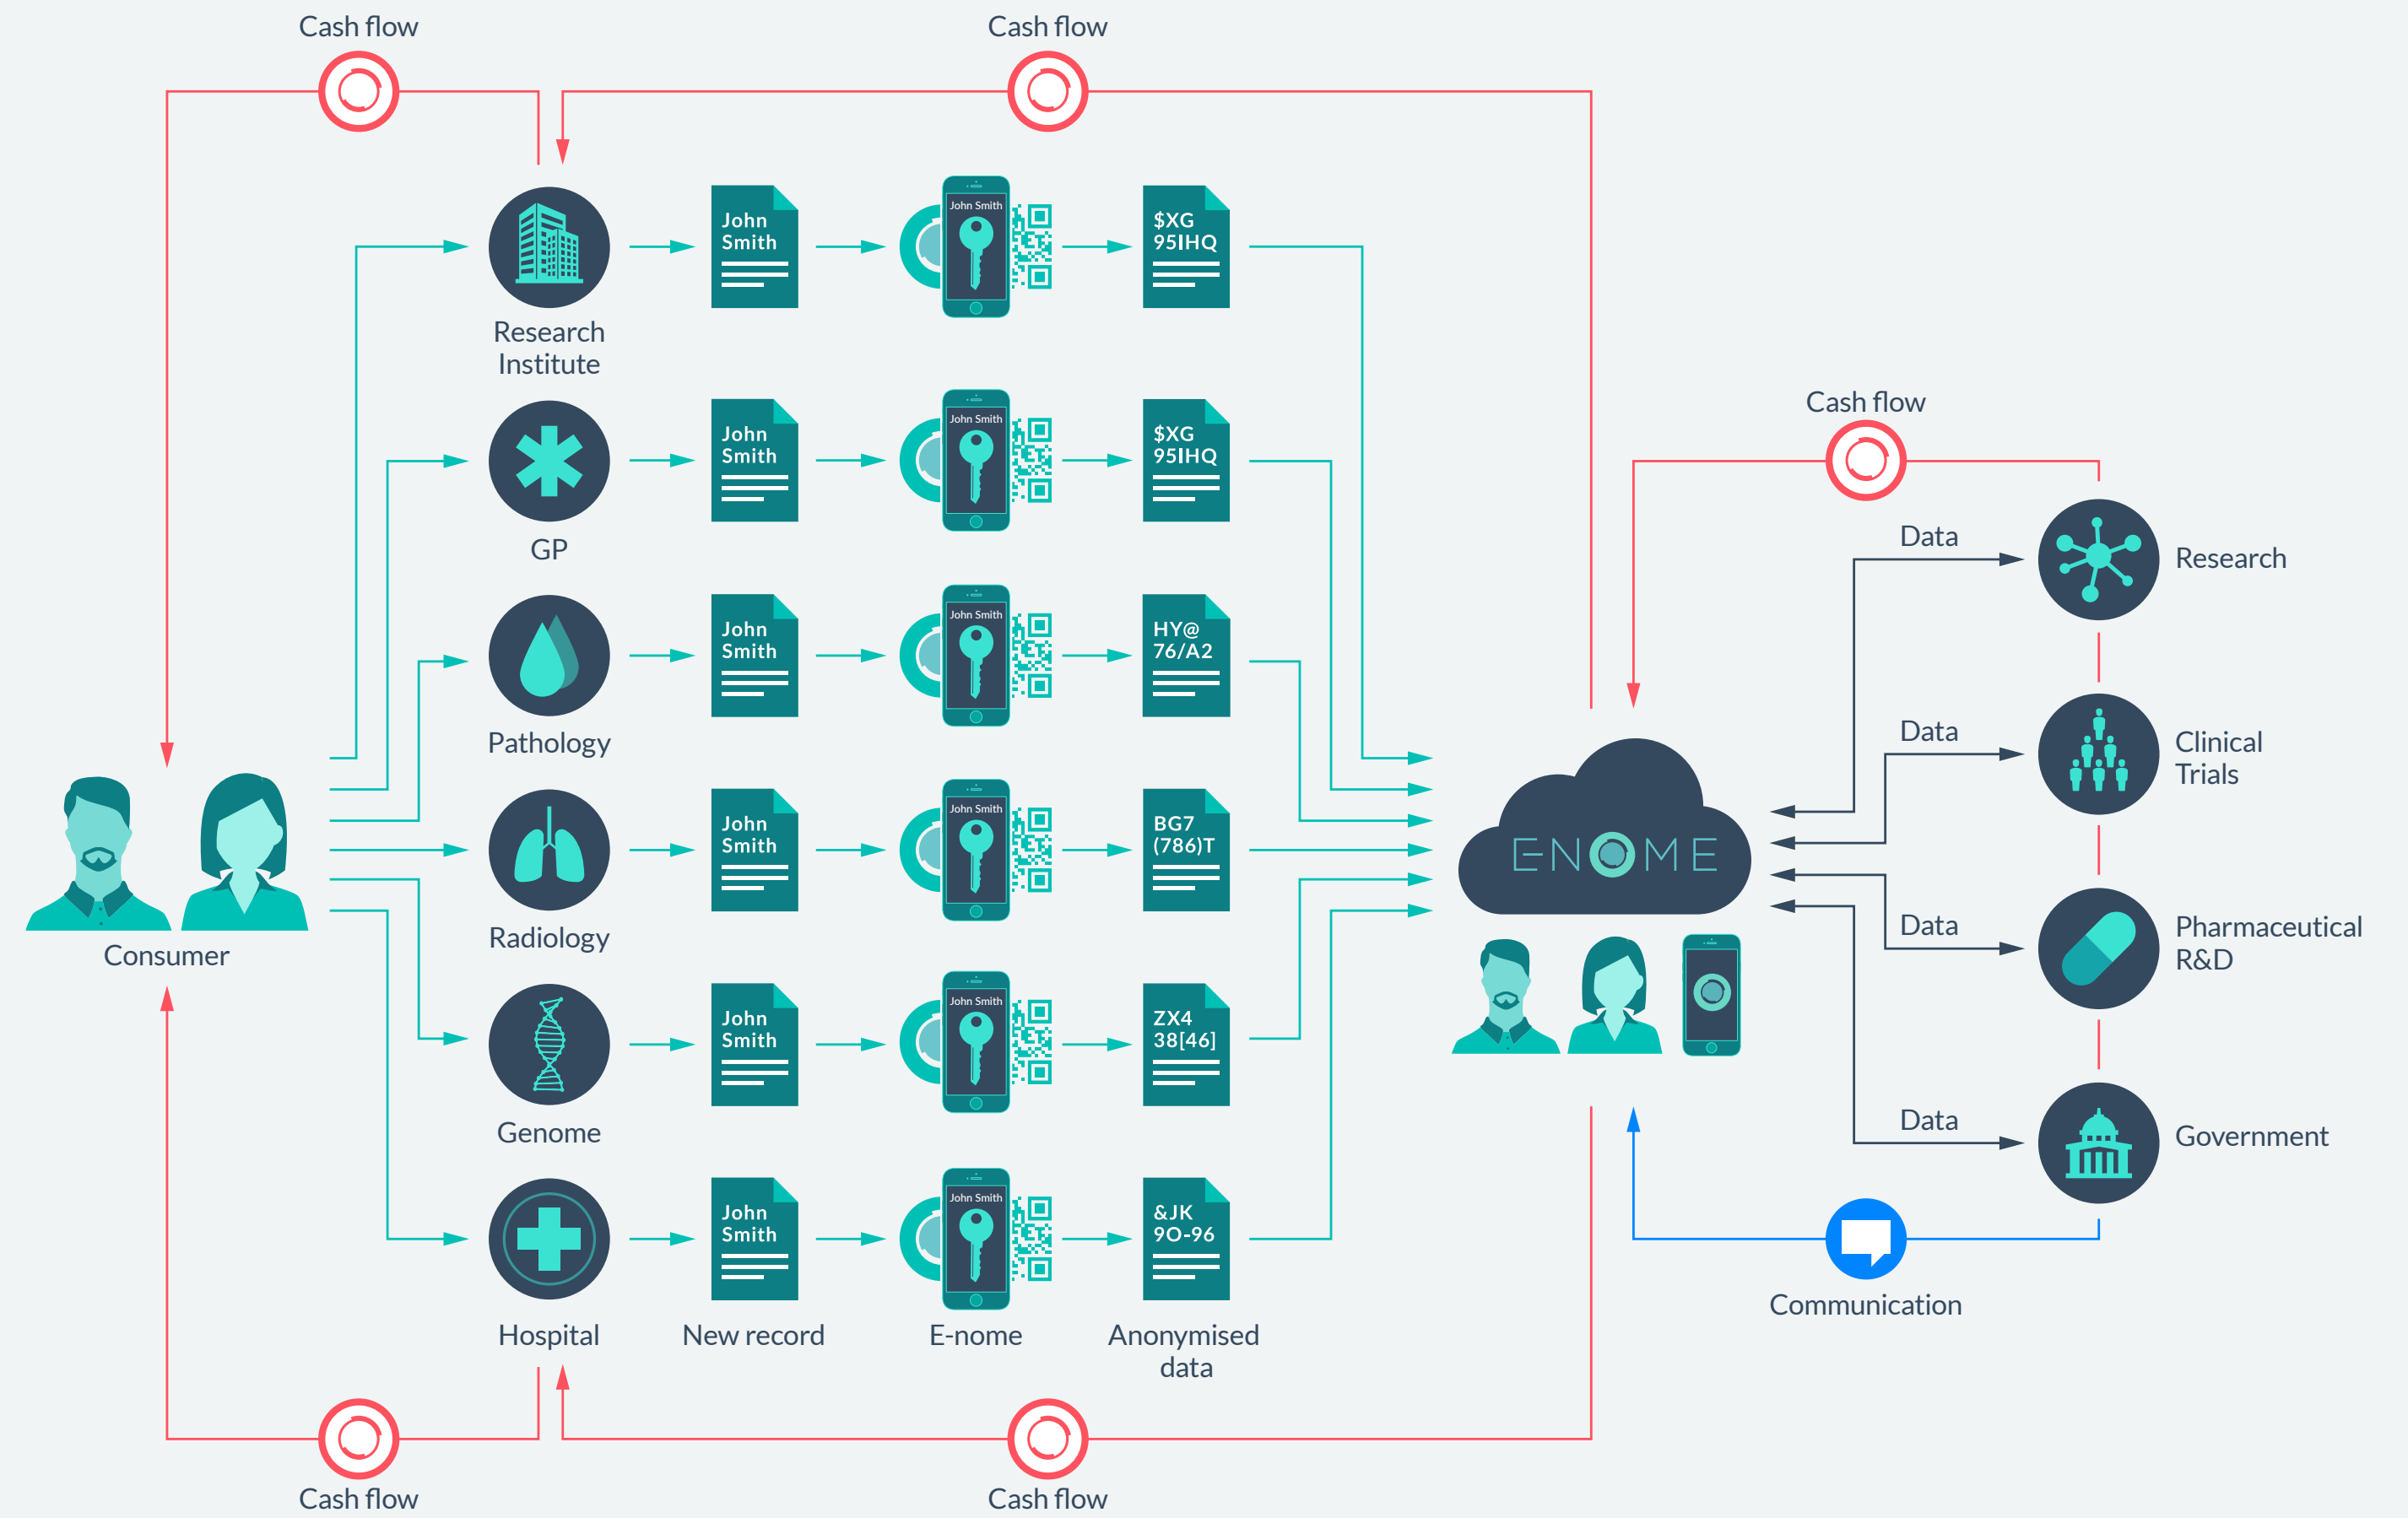 Cash flow
Cash flow
John
Smith
John Smith
$XG
95IHQ
Research
Institute
Cash flow
John
Smith
John Smith
$XG
95IHQ
GP
Data
Research
John
Smith
John Smith
HY@
76/A2
Pathology
Data
Clinical
Trials
John
Smith
John Smith
BG7
(786)T
E-NOME
Consumer
Radiology
Data
Pharmaceutical
R&D
John
Smith
John Smith
ZX4
38[46]
Genome
Data
Government
John
Smith
John Smith
&JK
9O-96
Communication
Hospital
New record
E-nome
Anonymised
data
Cash flow
Cash flow